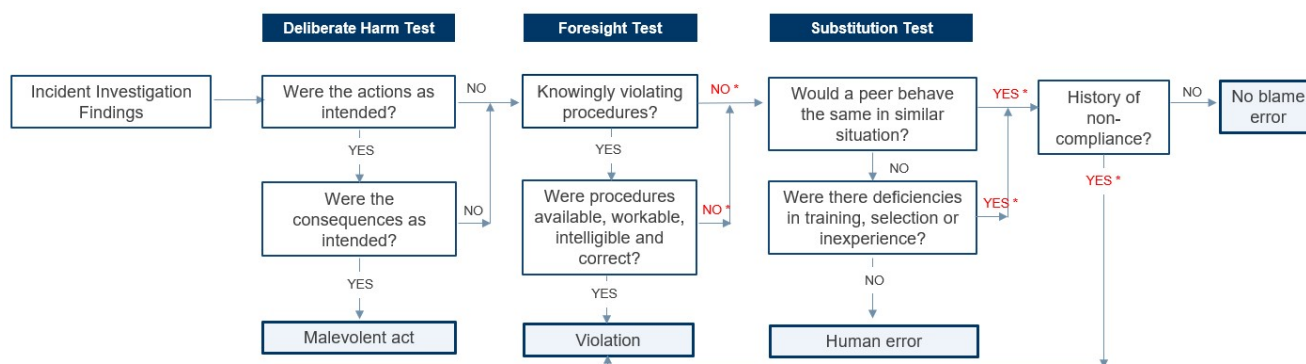 Deliberate Harm Test
Foresight Test
Substitution Test
Incident Investigation
Findings
Were the actions as
intended?
NO
Knowingly violating
procedures?
NO *
Would a peer behave
the same in similar
situation?
YES *
History of
non-
compliance?
NO
No blame
error
YES
YES
NO
YES *
Were the
consequences as
intended?
NO
Were procedures
available, workable,
intelligible and
correct?
NO *
Were there deficiencies
in training, selection or
inexperience?
YES *
YES
YES
NO
Malevolent act
Violation
Human error